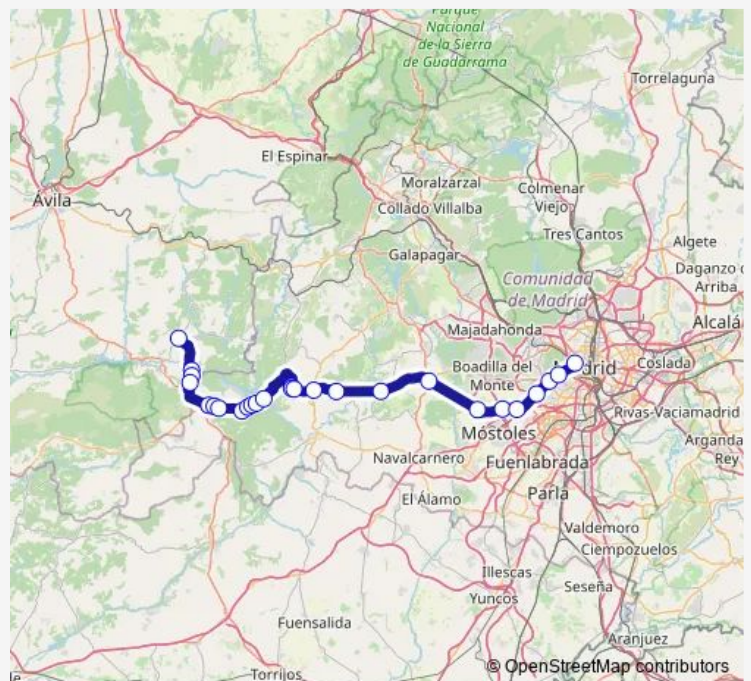 Parque
Nacional
de la Sierra
de Guadarrama
Torrelaguna
El Espinar
Ávila
Moralzarzal
Colmenar
Viejo
Collado Villalba
Tres Cantos
Algete
Galapagar
Daganzo d
Arriba
Comunidad
de Madrid
Alcalá
Majadahonda
Boadilla del
Monte
Madrid
Coslada
Rivas-Vaciamadrid
Móstoles
Arganda
Rey
Navalcarnero
Fuenlabrada
El Álamo
Parla
Valdemoro
Ciempozuelos
Illescas
Seseña
Yuncos
Fuensalida
Aranjuez
Torrijos
© OpenStreetMap contributors